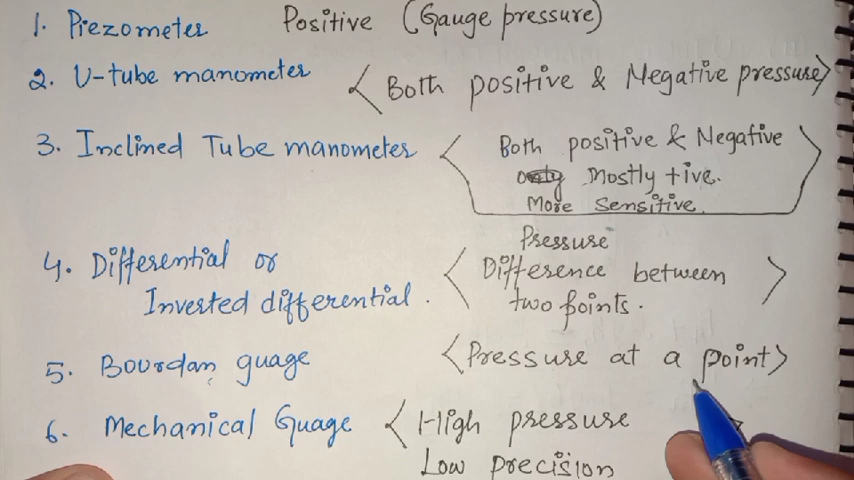 1. Piezometer Positive (Gauge pressure)
2. U-tube manometer < Both positive & Negative pressure>
3. Inclined Tube manometer < Both positive & Negative >
Mostly +ive.
More Sensitive.
4. Differential or < Pressure
Difference between >
Inverted differential. two points.
5. Bourdan guage <Pressure at a point>
6. Mechanical Guage < High pressure >
Low precision